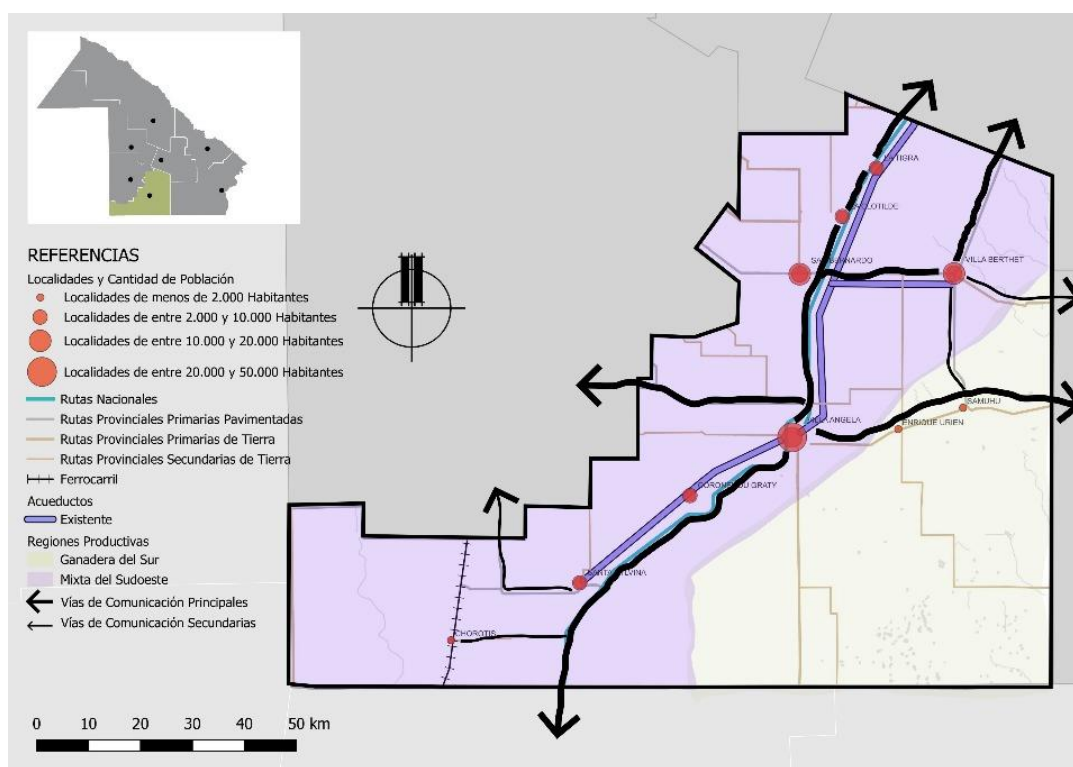 REFERENCIAS
Localidades y Cantidad de Población
Localidades de menos de 2.000 Habitantes
Localidades de entre 2.000 y 10.000 Habitantes
Localidades de entre 10.000 y 20.000 Habitantes
Localidades de entre 20.000 y 50.000 Habitantes
Rutas Nacionales
Rutas Provinciales Primarias Pavimentadas
Rutas Provinciales Primarias de Tierra
Rutas Provinciales Secundarias de Tierra
Ferrocarril
Acueductos
Existente
Regiones Productivas
Ganadera del Sur
Mixta del Sudoeste
Vías de Comunicación Principales
Vías de Comunicación Secundarias
0 10 20 30 40 50 km
LA TIGRA
VILLA BERTHET
SAMUHU
ENRIQUE URIEN
CHOROTIS